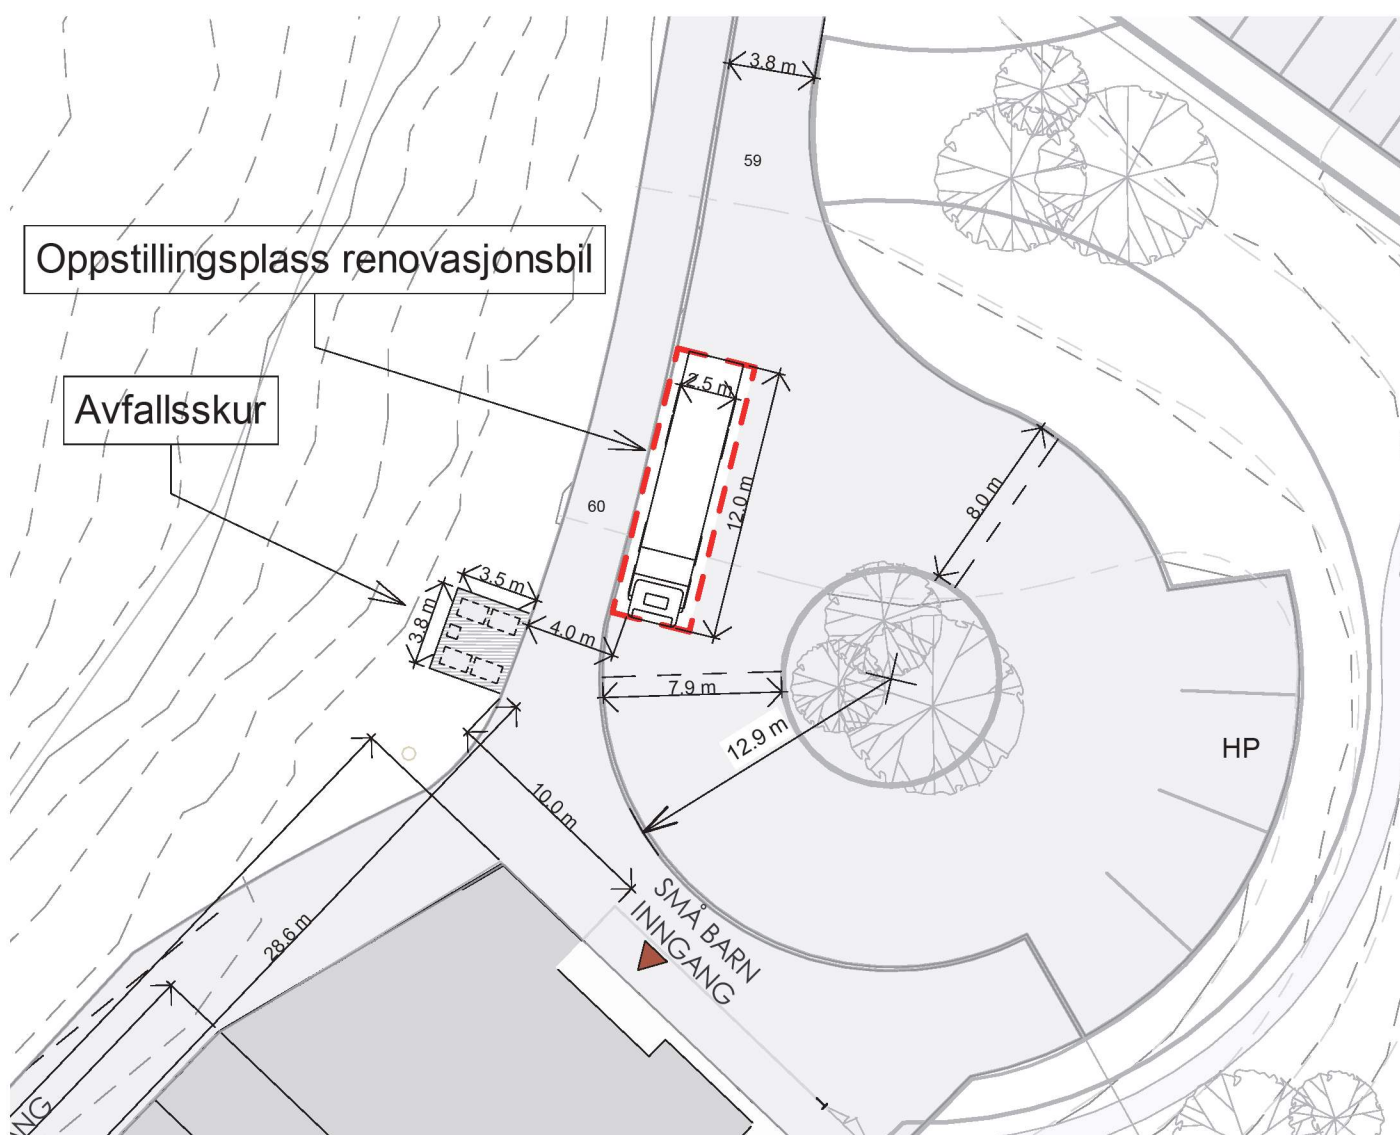 3.8 m
59
Oppstillingsplass renovasjonsbil
2.5 m
Avfallsskur
12.0 m
8.0 m
60
3.5 m
3.8 m
4.0 m
7.9 m
12.9 m
HP
10.0 m
SMÅ BARN
INNGANG
28.6 m
1
NG